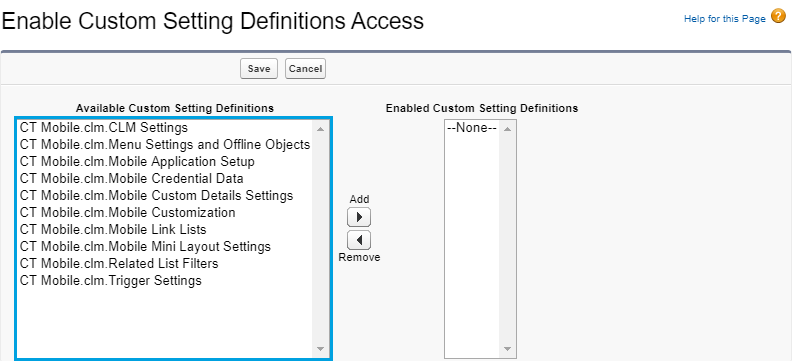 Enable Custom Setting Definitions Access
Help for this Page ?
Save Cancel
Available Custom Setting Definitions
Enabled Custom Setting Definitions
CT Mobile.clm.CLM Settings
CT Mobile.clm.Menu Settings and Offline Objects
CT Mobile.clm.Mobile Application Setup
CT Mobile.clm.Mobile Credential Data
CT Mobile.clm.Mobile Custom Details Settings
CT Mobile.clm.Mobile Customization
CT Mobile.clm.Mobile Link Lists
CT Mobile.clm.Mobile Mini Layout Settings
CT Mobile.clm.Related List Filters
CT Mobile.clm.Trigger Settings
Add
Remove
--None--